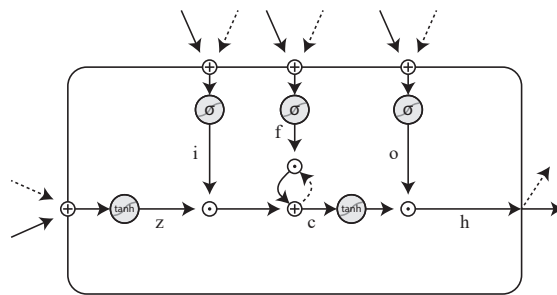 σ σ σ
f
i o
tanh z c tanh h